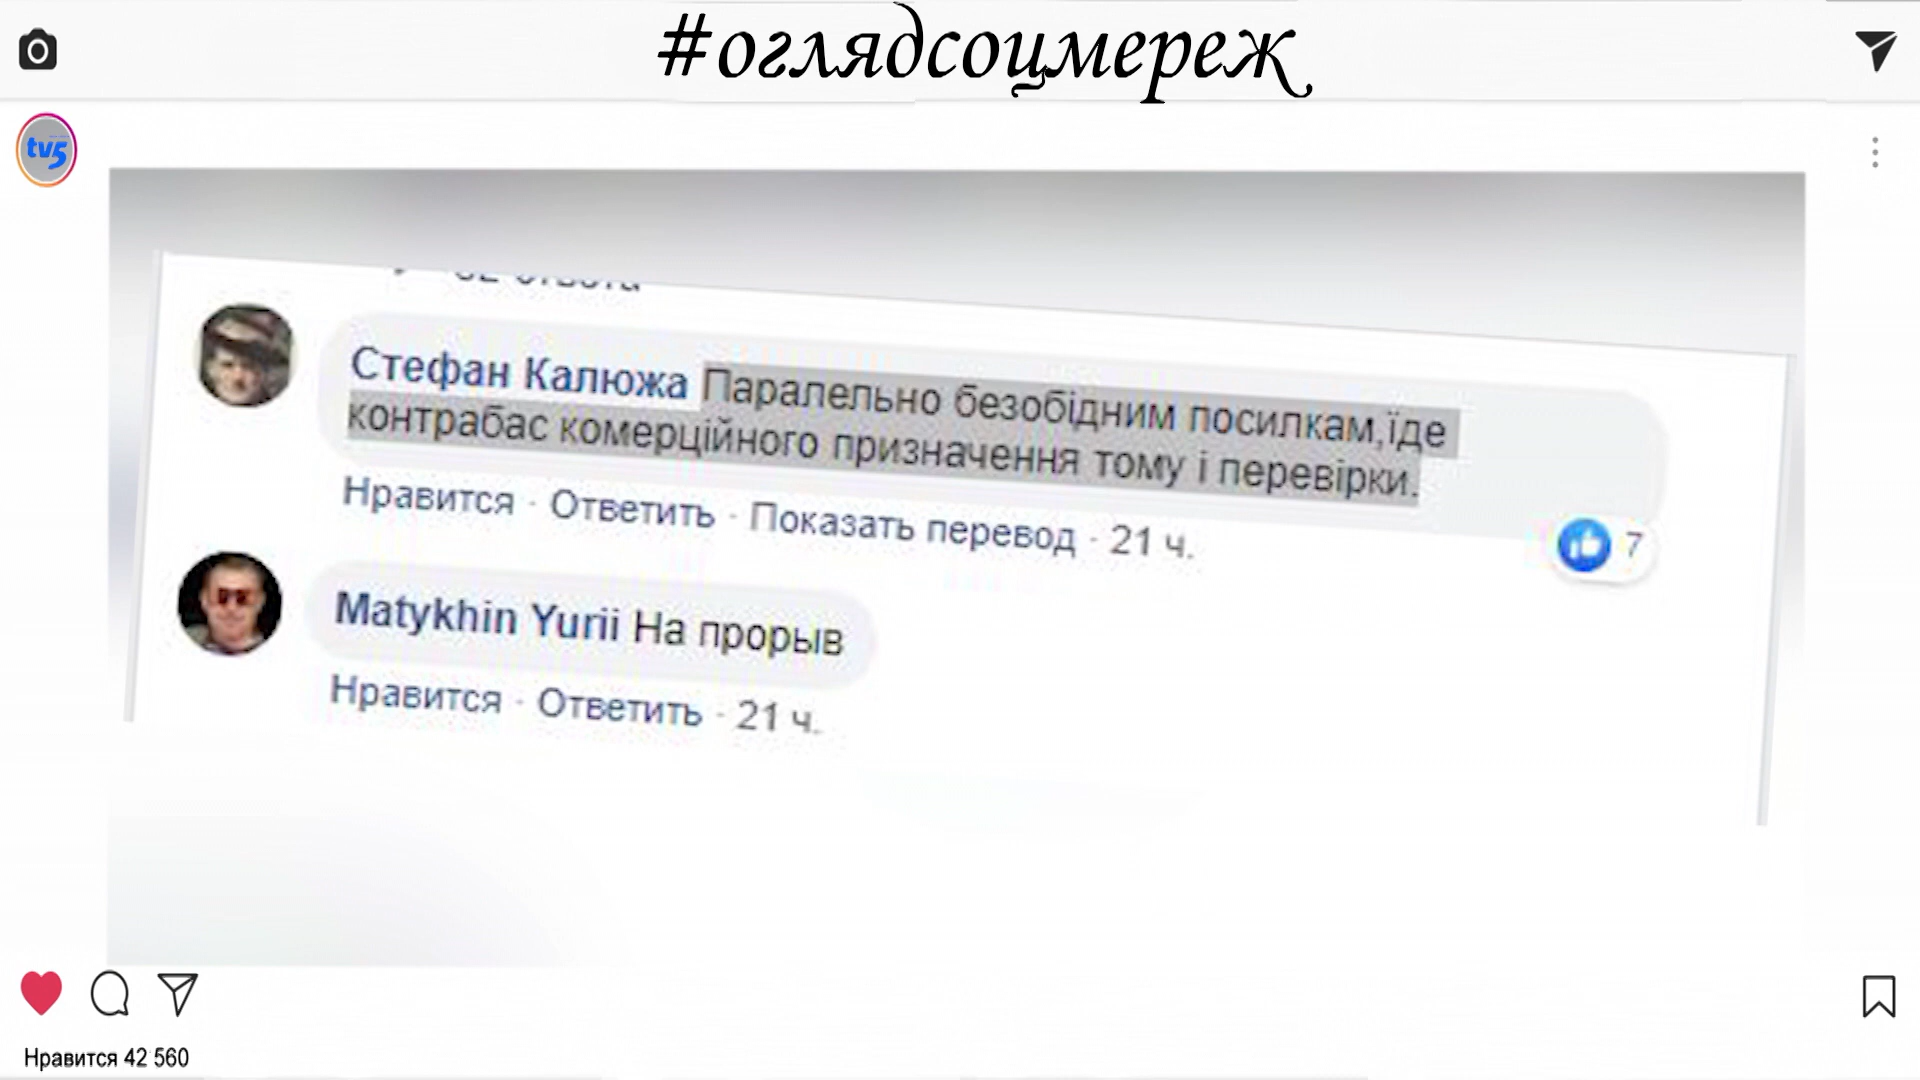 #оглядсоцмереж
tv5
Стефан Калюжа Паралельно безобідним посилкам,їде
контрабас комерційного призначення тому і перевірки.
Нравится · Ответить · Показать перевод · 21 ч.
7
Matykhin Yurii На прорыв
Нравится · Ответить · 21 ч.
Нравится 42 560